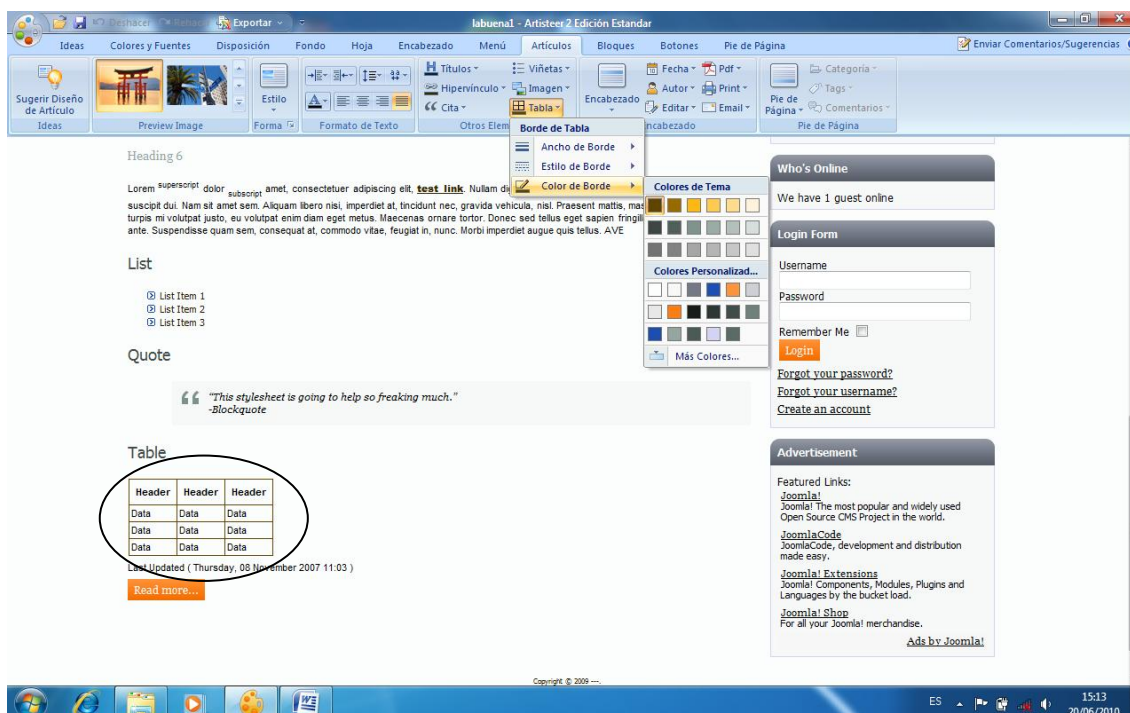 Deshacer Rehacer Exportar labuena1 - Artisteer 2 Edición Estandar
Ideas Colores y Fuentes Disposición Fondo Hoja Encabezado Menú Artículos Bloques Botones Pie de Página Enviar Comentarios/Sugerencias
Sugerir Diseño de Artículo
Ideas
Preview Image
Estilo
Forma
Formato de Texto
Títulos
Hipervínculo
Cita
Viñetas
Imagen
Tabla
Otros Elem
Encabezado
Fecha
Autor
Editar
Pdf
Print
Email
ncabezado
Pie de Página
Categoría
Tags
Comentarios
Pie de Página
Borde de Tabla
Ancho de Borde
Estilo de Borde
Color de Borde
Colores de Tema
Colores Personalizad...
Más Colores...
Heading 6
Lorem superscript dolor subscript amet, consectetuer adipiscing elit, test link. Nullam di
suscipit dui. Nam sit amet sem. Aliquam libero nisi, imperdiet at, tincidunt nec, gravida vehicula, nisl. Praesent mattis, mas
turpis mi volutpat justo, eu volutpat enim diam eget metus. Maecenas ornare tortor. Donec sed tellus eget sapien fringill
ante. Suspendisse quam sem, consequat at, commodo vitae, feugiat in, nunc. Morbi imperdiet augue quis tellus. AVE
List
List Item 1
List Item 2
List Item 3
Quote
“ "This stylesheet is going to help so freaking much."
-Blockquote
Table
Header Header Header
Data Data Data
Data Data Data
Data Data Data
Last Updated ( Thursday, 08 November 2007 11:03 )
Read more...
Who's Online
We have 1 guest online
Login Form
Username
Password
Remember Me
Login
Forgot your password?
Forgot your username?
Create an account
Advertisement
Featured Links:
Joomla!
Joomla! The most popular and widely used
Open Source CMS Project in the world.
JoomlaCode
JoomlaCode, development and distribution
made easy.
Joomla! Extensions
Joomla! Components, Modules, Plugins and
Languages by the bucket load.
Joomla! Shop
For all your Joomla! merchandise.
Ads by Joomla!
Copyright © 2009 ---.
ES 15:13
20/06/2010